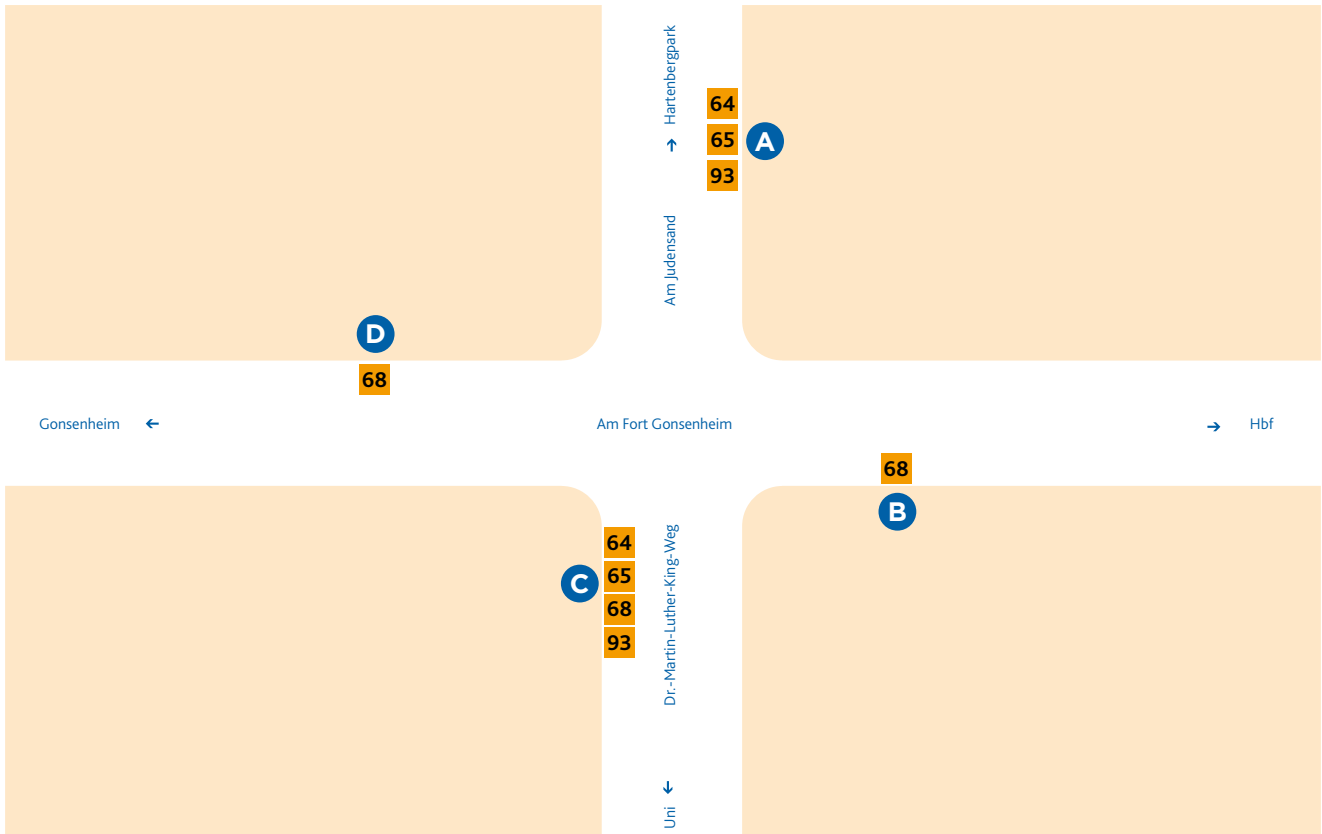 Hartenbergpark
→
64
65
93
A
Am Judensand
D
68
Gonsenheim ←
Am Fort Gonsenheim
→ Hbf
68
B
64
65
68
93
C
Dr.-Martin-Luther-King-Weg
Uni ←